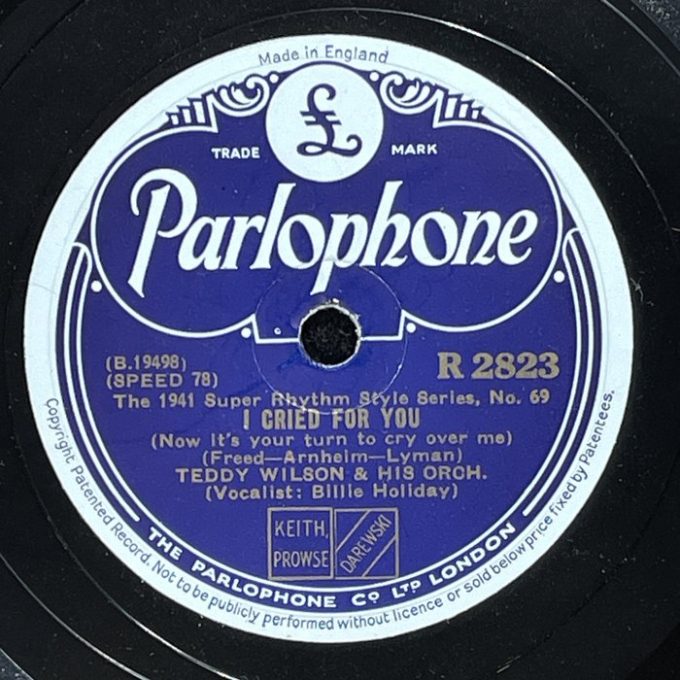 Made in England
£
TRADE MARK
Parlophone
(B.19498)
R 2823
(SPEED 78)
The 1941 Super Rhythm Style Series, No. 69
I CRIED FOR YOU
(Now it's your turn to cry over me)
(Freed—Arnheim—Lyman)
TEDDY WILSON & HIS ORCH.
(Vocalist: Billie Holiday)
KEITH,
PROWSE
DAREWSKI
THE PARLOPHONE Cº LTD LONDON
Copyright Patented Record. Not to be publicly performed without licence or sold below price fixed by Patentees.